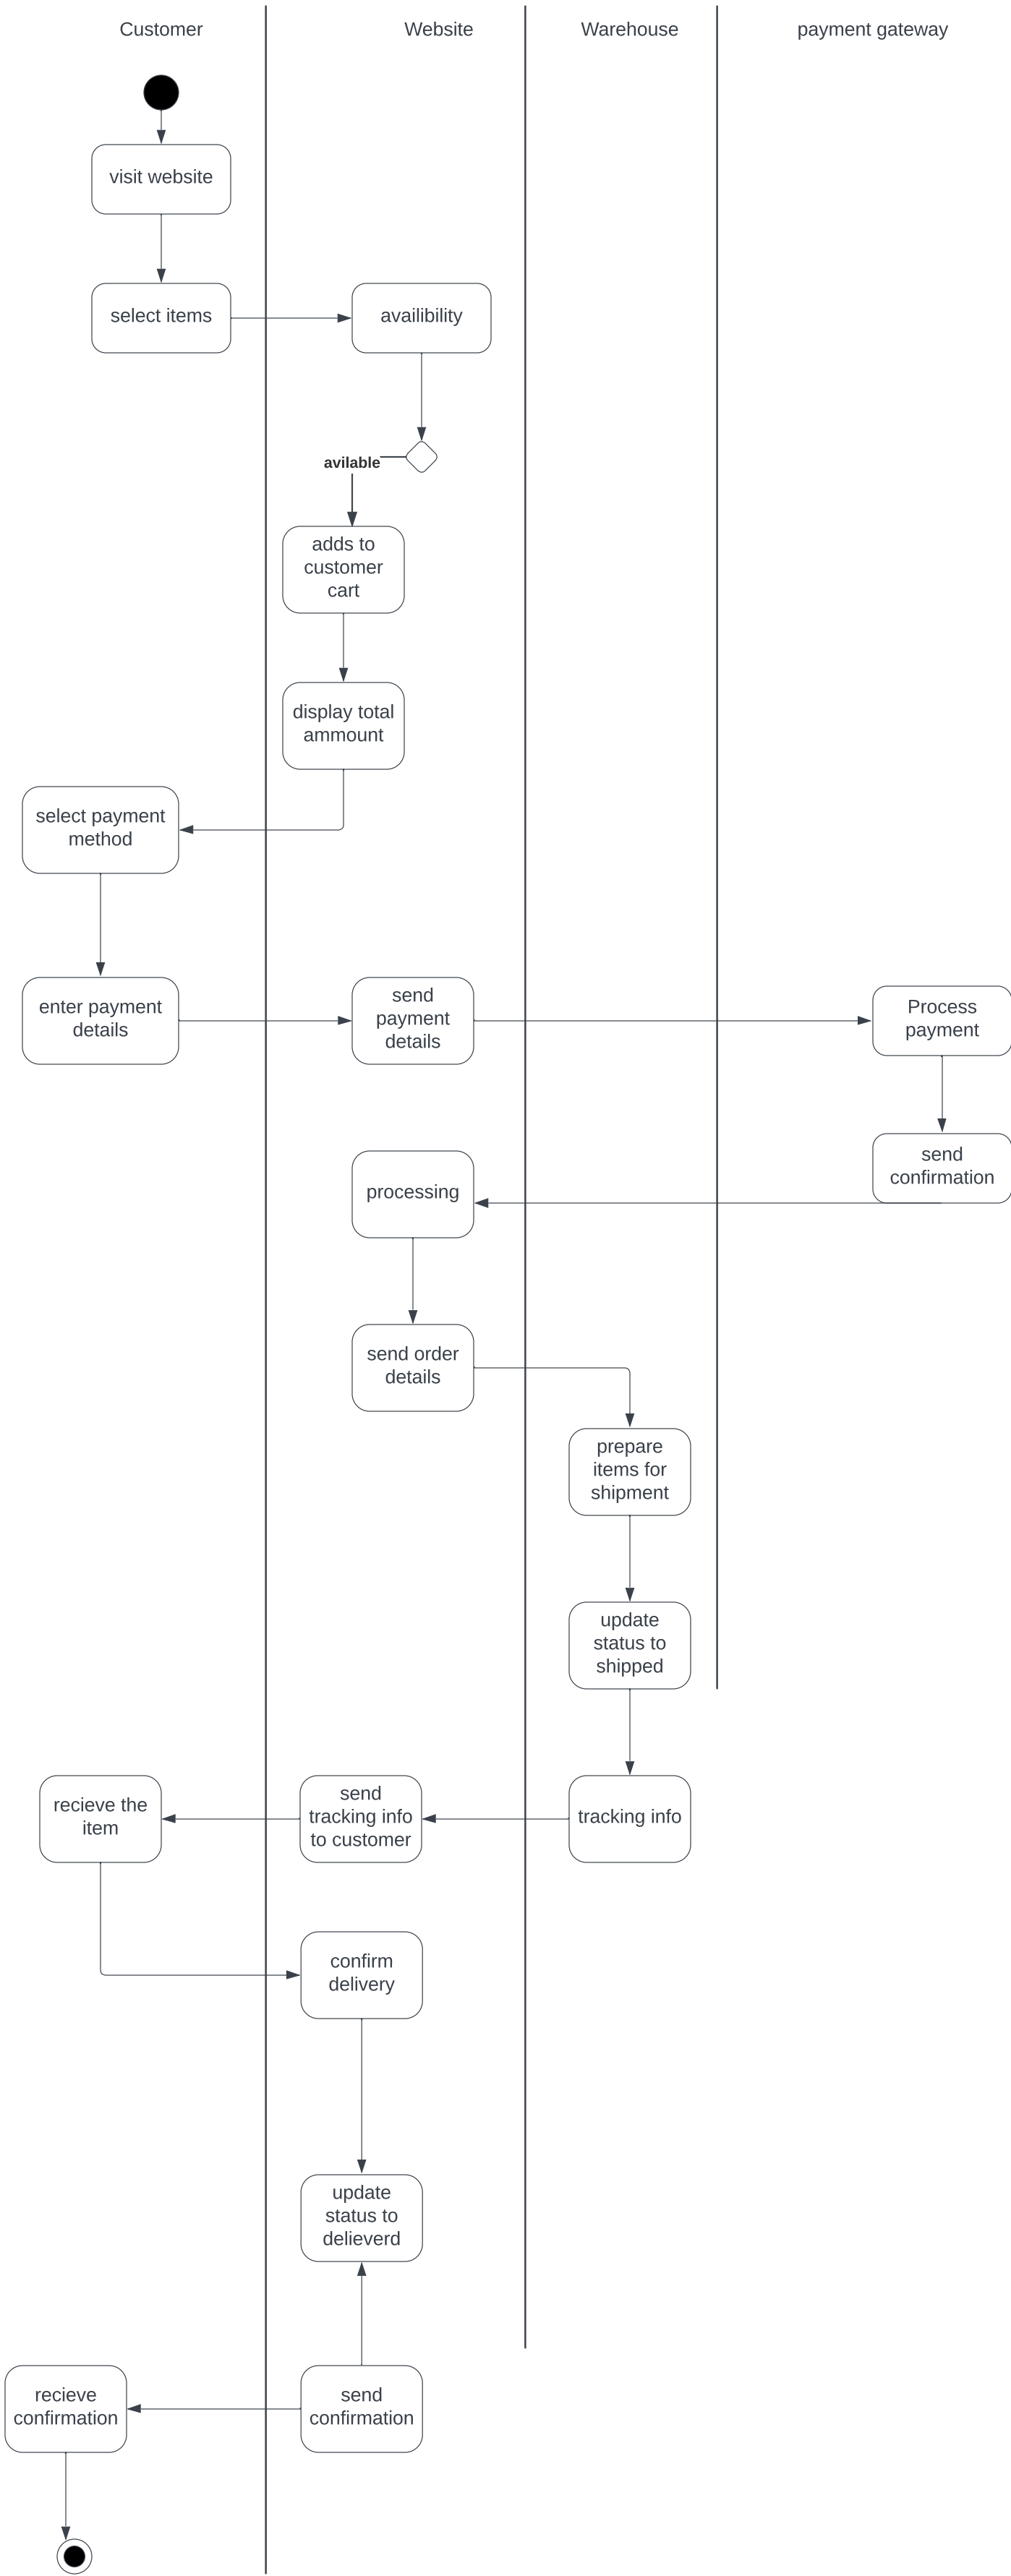 Customer
Website
Warehouse
payment gateway
visit website
select items
availibility
avilable
adds to
customer
cart
display total
ammount
select payment
method
enter payment
details
send
payment
details
Process
payment
send
confirmation
processing
send order
details
prepare
items for
shipment
update
status to
shipped
recieve the
item
send
tracking info
to customer
tracking info
confirm
delivery
update
status to
delieverd
recieve
confirmation
send
confirmation